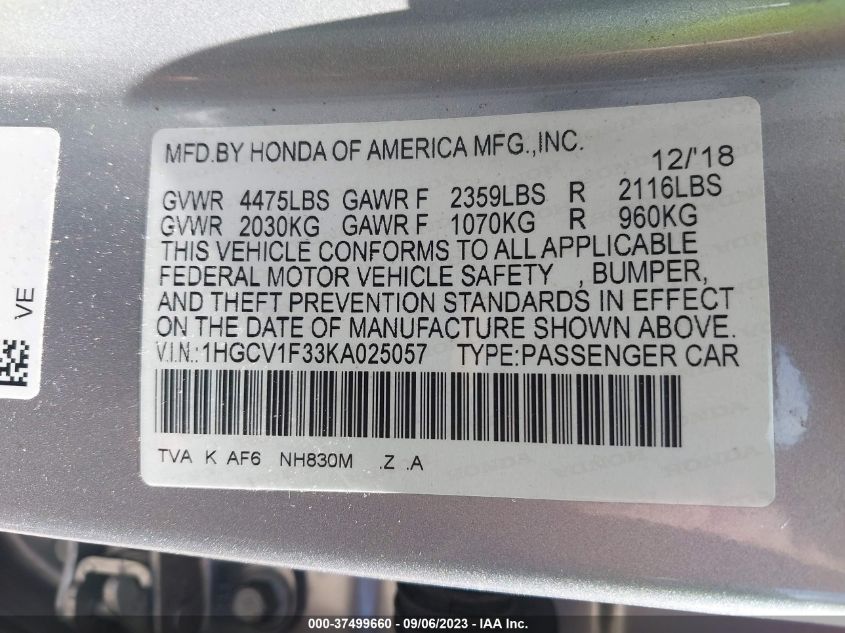 MFD.BY HONDA OF AMERICA MFG.,INC. 12/'18
GVWR 4475LBS GAWR F 2359LBS R 2116LBS
GVWR 2030KG GAWR F 1070KG R 960KG
THIS VEHICLE CONFORMS TO ALL APPLICABLE
FEDERAL MOTOR VEHICLE SAFETY , BUMPER,
AND THEFT PREVENTION STANDARDS IN EFFECT
ON THE DATE OF MANUFACTURE SHOWN ABOVE.
V.I.N.:1HGCV1F33KA025057 TYPE:PASSENGER CAR
TVA K AF6 NH830M .Z .A
VE
000-37499660 - 09/06/2023 - IAA Inc.